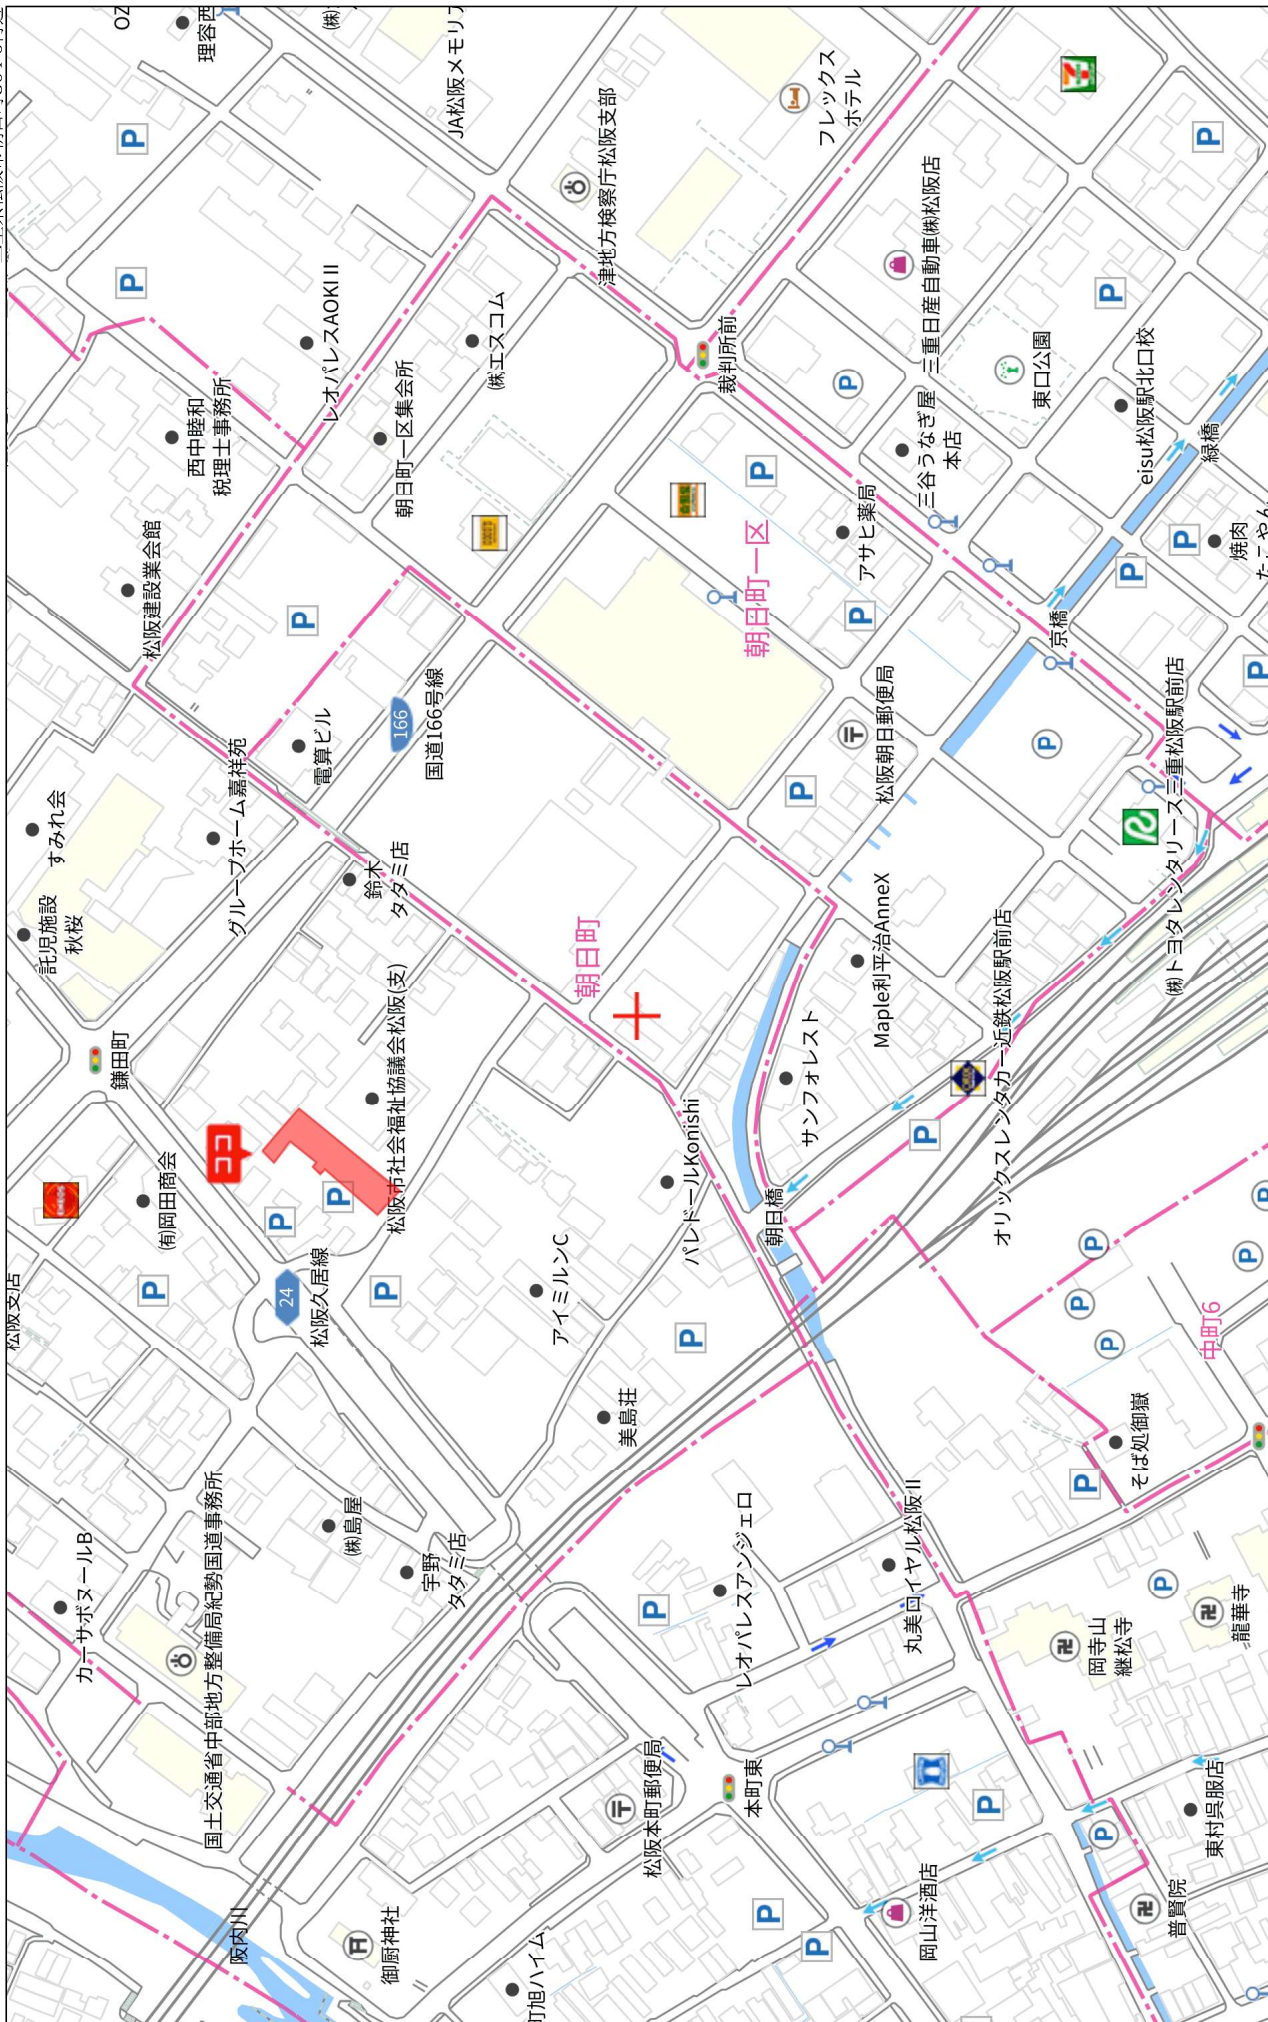 JA松阪メモリア
津地方検察庁松阪支部
フレックス
ホテル
レオパレスAOKIⅡ
朝日町一区集会所
(株)エスコム
裁判所前
三重日産自動車(株)松阪店
東口公園
eisu松阪駅北口校
緑橋
西中睦和
税理士事務所
松阪建設業会館
アサヒ薬局
三谷うなぎ屋
本店
朝日町一区
焼肉
京橋
電算ビル
166
国道166号線
松阪朝日郵便局
(株)トヨタレンタリース三重松阪駅前店
すみれ会
グループホーム嘉祥苑
託児施設
秋桜
鈴木
タタミ店
朝日町
Maple利平治AnneX
オリックスレンタカー近鉄松阪駅前店
鎌田町
松阪市社会福祉協議会松阪(支)
サンフォレスト
ココ
ENEOS
(有)岡田商会
パレドールKonishi
朝日橋
松阪支店
24
松阪久居線
アイミルンC
中町6
美島荘
そば処御嶽
カーサボヌールB
国土交通省中部地方整備局紀勢国道事務所
(株)島屋
宇野
タタミ店
レオパレスアンジェロ
丸美ロイヤル松阪Ⅱ
岡寺山
継松寺
龍華寺
松阪本町郵便局
本町東
東村呉服店
阪内川
御厨神社
町旭ハイム
岡山洋酒店
普賢院